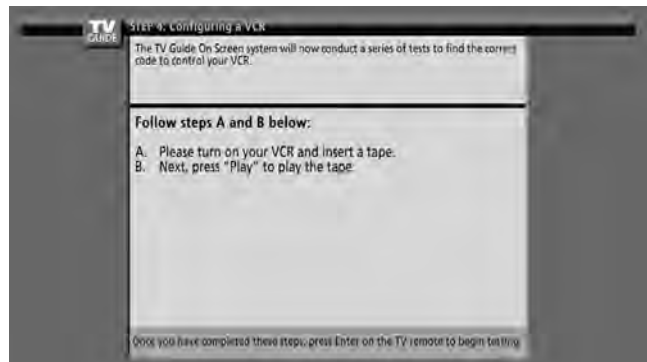 TV
GUIDE
STEP 4: Configuring a VCR
The TV Guide On Screen system will now conduct a series of tests to find the correct
code to control your VCR.
Follow steps A and B below:
A. Please turn on your VCR and insert a tape.
B. Next, press "Play" to play the tape.
Once you have completed these steps, press Enter on the TV remote to begin testing.